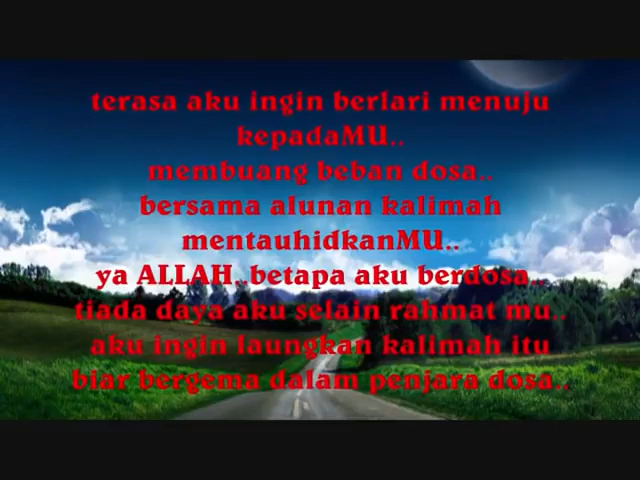 terasa aku ingin berlari menuju
kepadaMU..
membuang beban dosa..
bersama alunan kalimah
mentauhidkanMU..
ya ALLAH..betapa aku berdosa..
tiada daya aku selain rahmat mu..
aku ingin laungkan kalimah itu
biar bergema dalam penjara dosa..